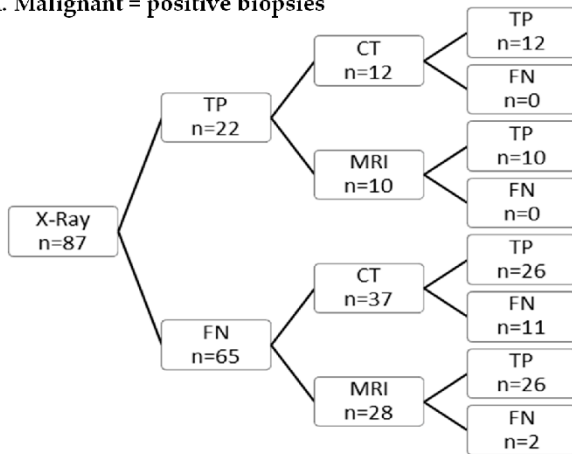 . Malignant = positive biopsies
X-Ray
n=87
TP
n=22
FN
n=65
CT
n=12
MRI
n=10
CT
n=37
MRI
n=28
TP
n=12
FN
n=0
TP
n=10
FN
n=0
TP
n=26
FN
n=11
TP
n=26
FN
n=2